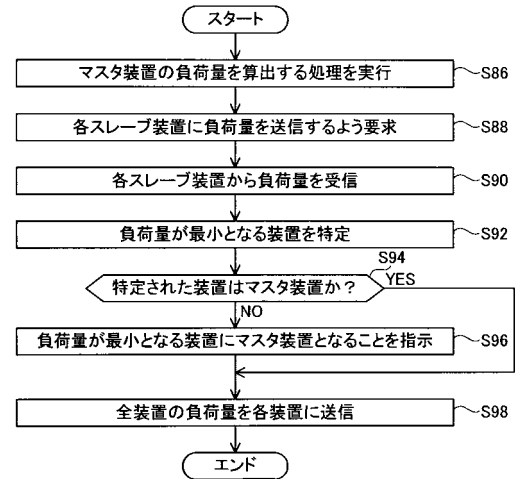 スタート
マスタ装置の負荷量を算出する処理を実行
S86
各スレーブ装置に負荷量を送信するよう要求
S88
各スレーブ装置から負荷量を受信
S90
負荷量が最小となる装置を特定
S92
S94
特定された装置はマスタ装置か？
YES
NO
負荷量が最小となる装置にマスタ装置となることを指示
S96
全装置の負荷量を各装置に送信
S98
エンド